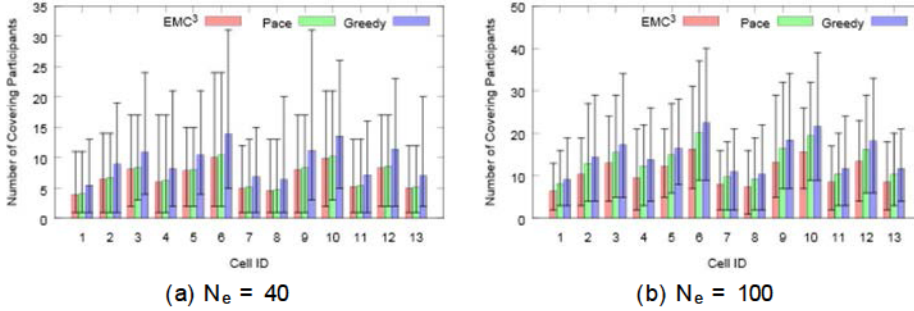 EMC³ Pace Greedy
Number of Covering Participants
35
30
25
20
15
10
5
0
1 2 3 4 5 6 7 8 9 10 11 12 13
Cell ID
(a) Ne = 40
EMC³ Pace Greedy
Number of Covering Participants
50
40
30
20
10
0
1 2 3 4 5 6 7 8 9 10 11 12 13
Cell ID
(b) Ne = 100